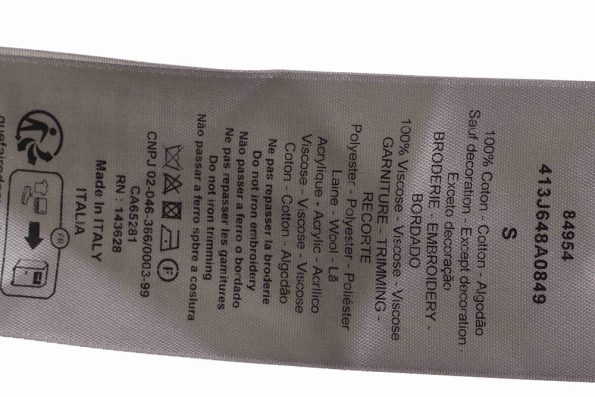 84954
413J648A0849
S
100% Coton - Cotton - Algodão
Sauf decoration - Except decoration -
Exceto decoração
BRODERIE - EMBROIDERY -
BORDADO
100% Viscose - Viscose - Viscose
GARNITURE - TRIMMING -
RECORTE
Polyester - Polyester - Poliéster
Laine - Wool - Lã
Acrylique - Acrylic - Acrílico
Viscose - Viscose - Viscose
Coton - Cotton - Algodão
Ne pas repasser la broderie
Do not iron embroidery
Não passar a ferro o bordado
Ne pas repasser les garnitures
Do not iron trimming
Não passar a ferro sobre a costura
F
CNPJ 02-046-366/0003-99
CA65281
RN : 143928
Made In ITALY
ITALIA
FR